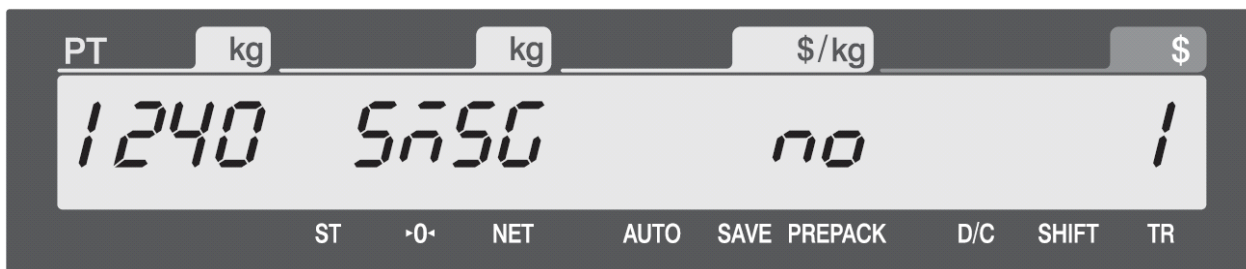 PT kg kg $/kg $
1240 SMSG no 1
ST ▸0◂ NET AUTO SAVE PREPACK D/C SHIFT TR